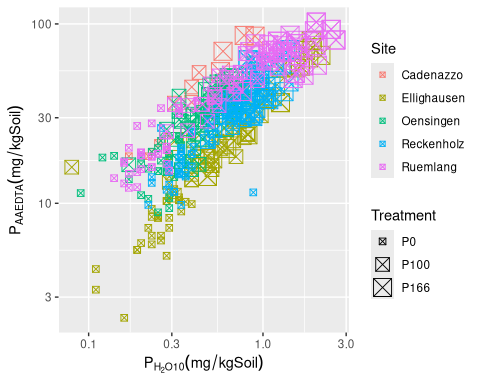 100
30
10
3
P_AAEDTA(mg/kgSoil)
0.1
0.3
1.0
3.0
P_H₂O10(mg/kgSoil)
Site
Cadenazzo
Ellighausen
Oensingen
Reckenholz
Ruemlang
Treatment
P0
P100
P166